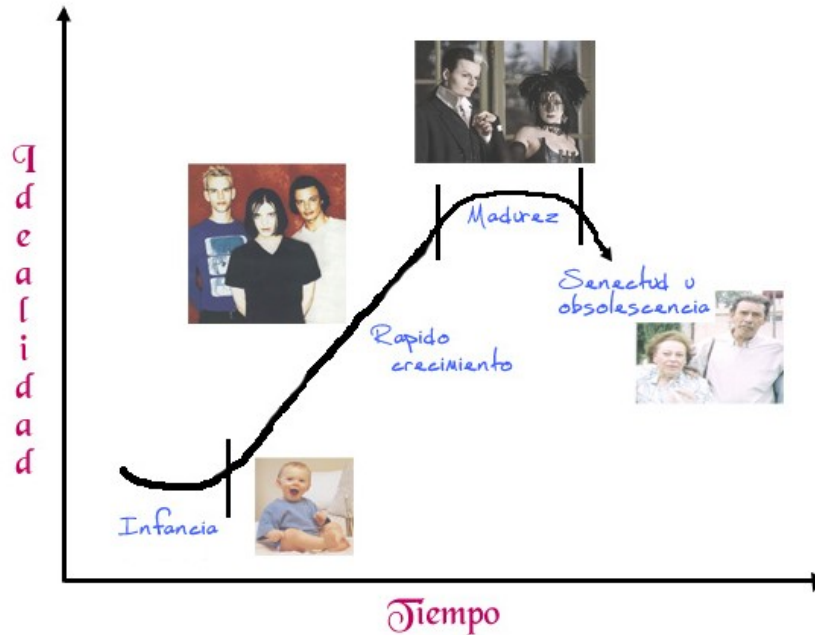 Idealidad
Madurez
Senectud u
obsolescencia
Rapido
crecimiento
Infancia
Tiempo